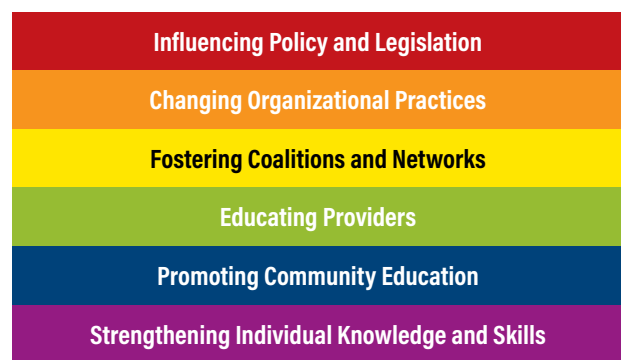 Influencing Policy and Legislation
Changing Organizational Practices
Fostering Coalitions and Networks
Educating Providers
Promoting Community Education
Strengthening Individual Knowledge and Skills